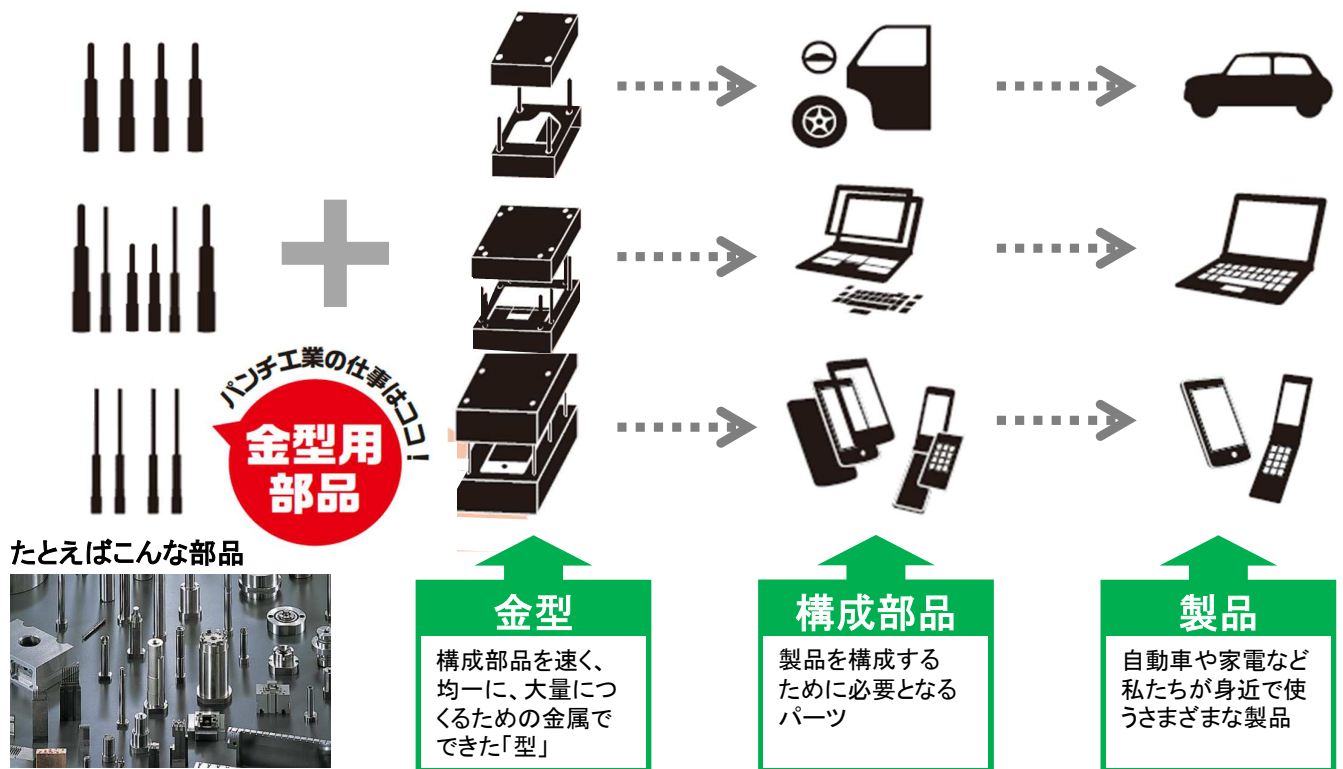 パンチ工業の仕事はココ!
金型用
部品
たとえばこんな部品
金型
構成部品を速く、
均一に、大量につ
くるための金属で
できた「型」
構成部品
製品を構成する
ために必要となる
パーツ
製品
自動車や家電など
私たちが身近で使
うさまざまな製品